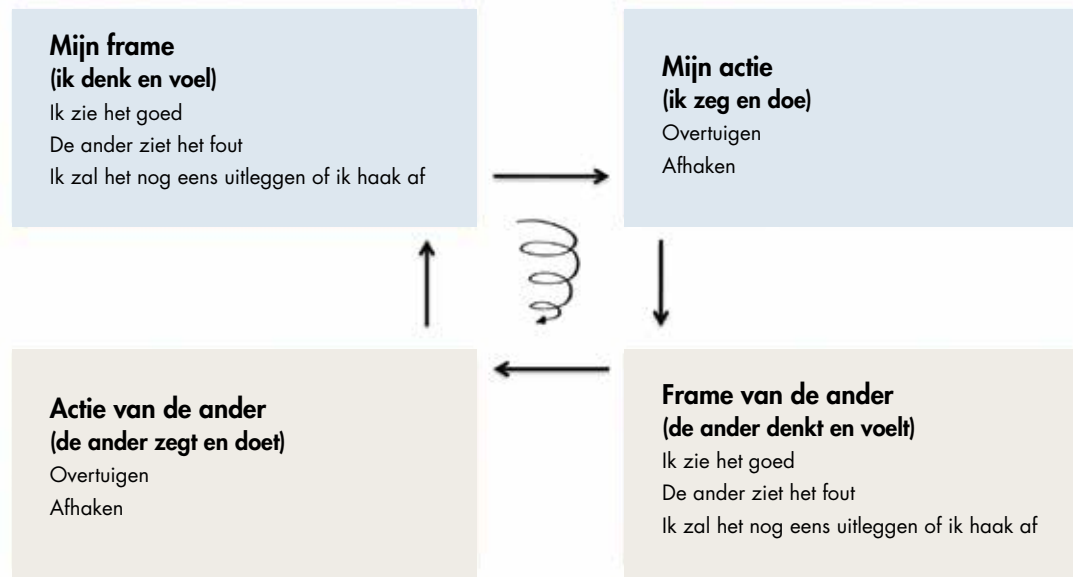 Mijn frame
(ik denk en voel)
Ik zie het goed
De ander ziet het fout
Ik zal het nog eens uitleggen of ik haak af
Mijn actie
(ik zeg en doe)
Overtuigen
Afhaken
Actie van de ander
(de ander zegt en doet)
Overtuigen
Afhaken
Frame van de ander
(de ander denkt en voelt)
Ik zie het goed
De ander ziet het fout
Ik zal het nog eens uitleggen of ik haak af